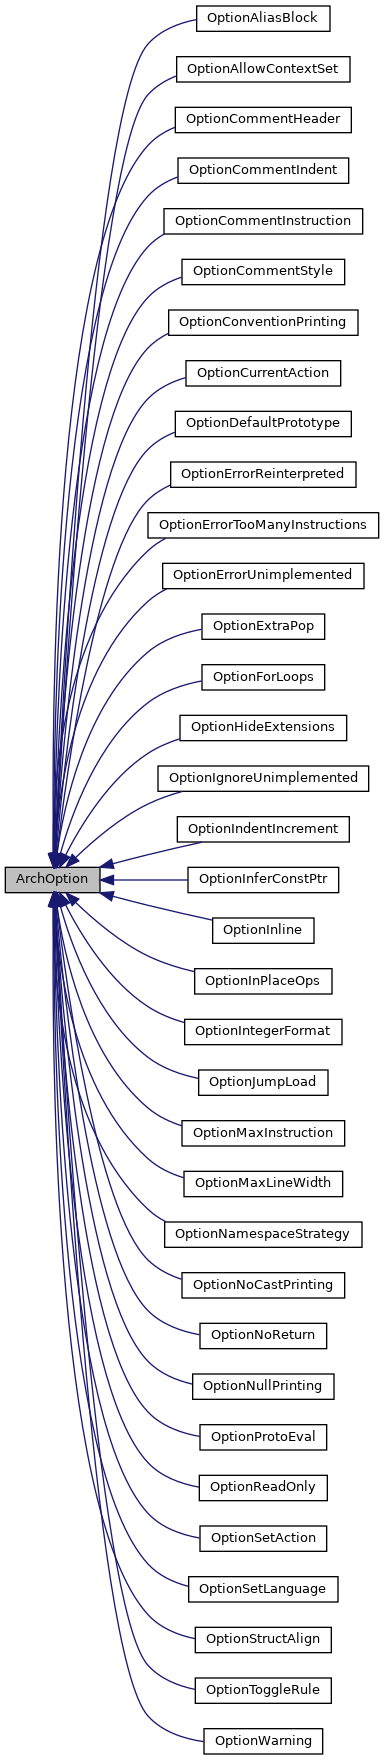 OptionAliasBlock
OptionAllowContextSet
OptionCommentHeader
OptionCommentIndent
OptionCommentInstruction
OptionCommentStyle
OptionConventionPrinting
OptionCurrentAction
OptionDefaultPrototype
OptionErrorReinterpreted
OptionErrorTooManyInstructions
OptionErrorUnimplemented
OptionExtraPop
OptionForLoops
OptionHideExtensions
OptionIgnoreUnimplemented
OptionIndentIncrement
ArchOption
OptionInferConstPtr
OptionInline
OptionInPlaceOps
OptionIntegerFormat
OptionJumpLoad
OptionMaxInstruction
OptionMaxLineWidth
OptionNamespaceStrategy
OptionNoCastPrinting
OptionNoReturn
OptionNullPrinting
OptionProtoEval
OptionReadOnly
OptionSetAction
OptionSetLanguage
OptionStructAlign
OptionToggleRule
OptionWarning